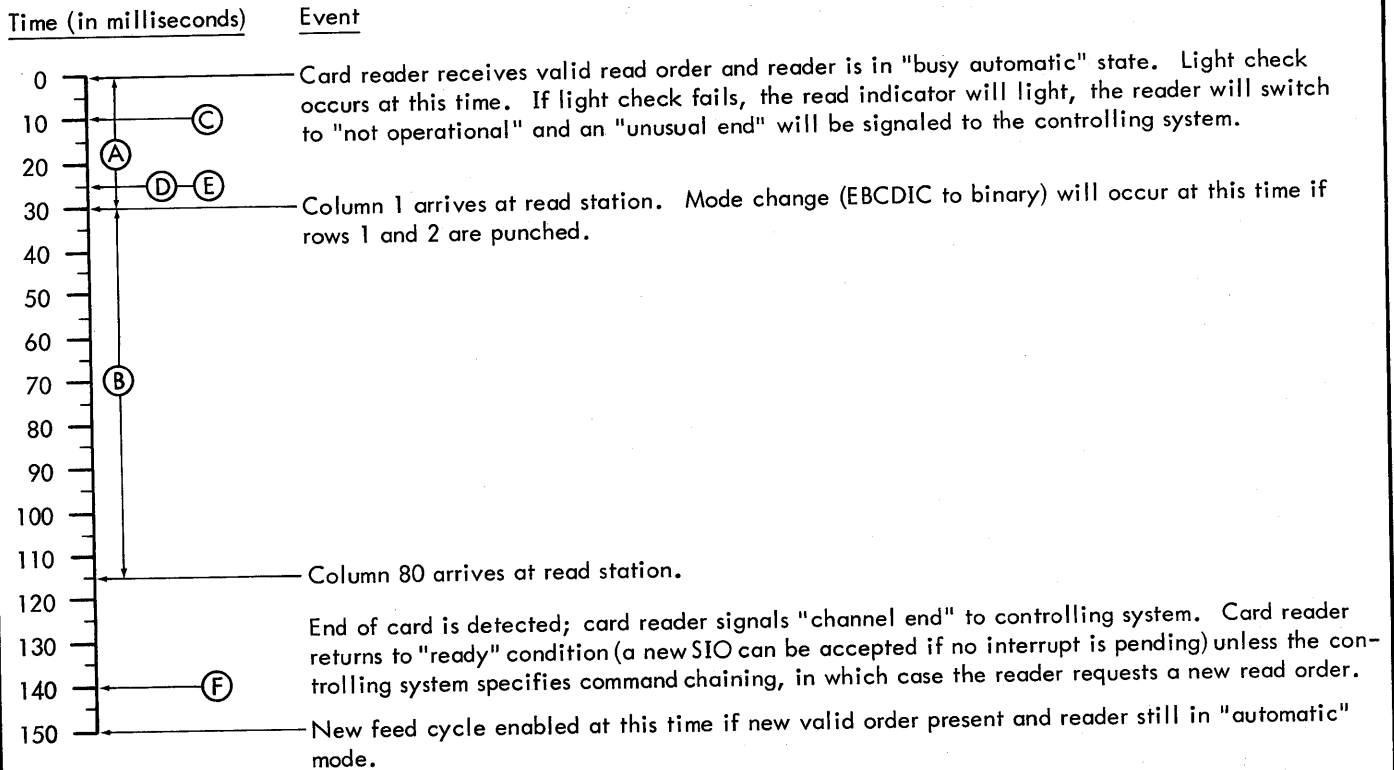 Time (in milliseconds) Event
0 Card reader receives valid read order and reader is in "busy automatic" state. Light check
occurs at this time. If light check fails, the read indicator will light, the reader will switch
10 C
to "not operational" and an "unusual end" will be signaled to the controlling system.
A
20
D E
30 Column 1 arrives at read station. Mode change (EBCDIC to binary) will occur at this time if
rows 1 and 2 are punched.
40
50
60
70 B
80
90
100
110
Column 80 arrives at read station.
120
End of card is detected; card reader signals "channel end" to controlling system. Card reader
130 returns to "ready" condition (a new SIO can be accepted if no interrupt is pending) unless the con-
140 F trolling system specifies command chaining, in which case the reader requests a new read order.
150 New feed cycle enabled at this time if new valid order present and reader still in "automatic"
mode.